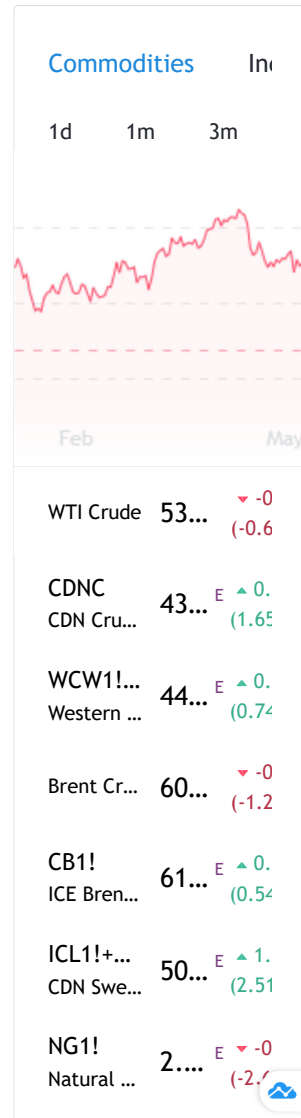 Commodities
1d 1m 3m
Feb May
WTI Crude 53... -0
(-0.6
CDNC
CDN Cru... 43... E 0.
(1.65
WCW1!...
Western ... 44... E 0.
(0.74
Brent Cr... 60... -0
(-1.2
CB1!
ICE Bren... 61... E 0.
(0.54
ICL1!+...
CDN Swe... 50... E 1.
(2.51
NG1!
Natural ... 2.... E -0
(-2.